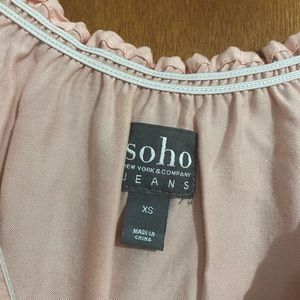 soho
NEW YORK & COMPANY
JEANS
XS
MADE IN
CHINA